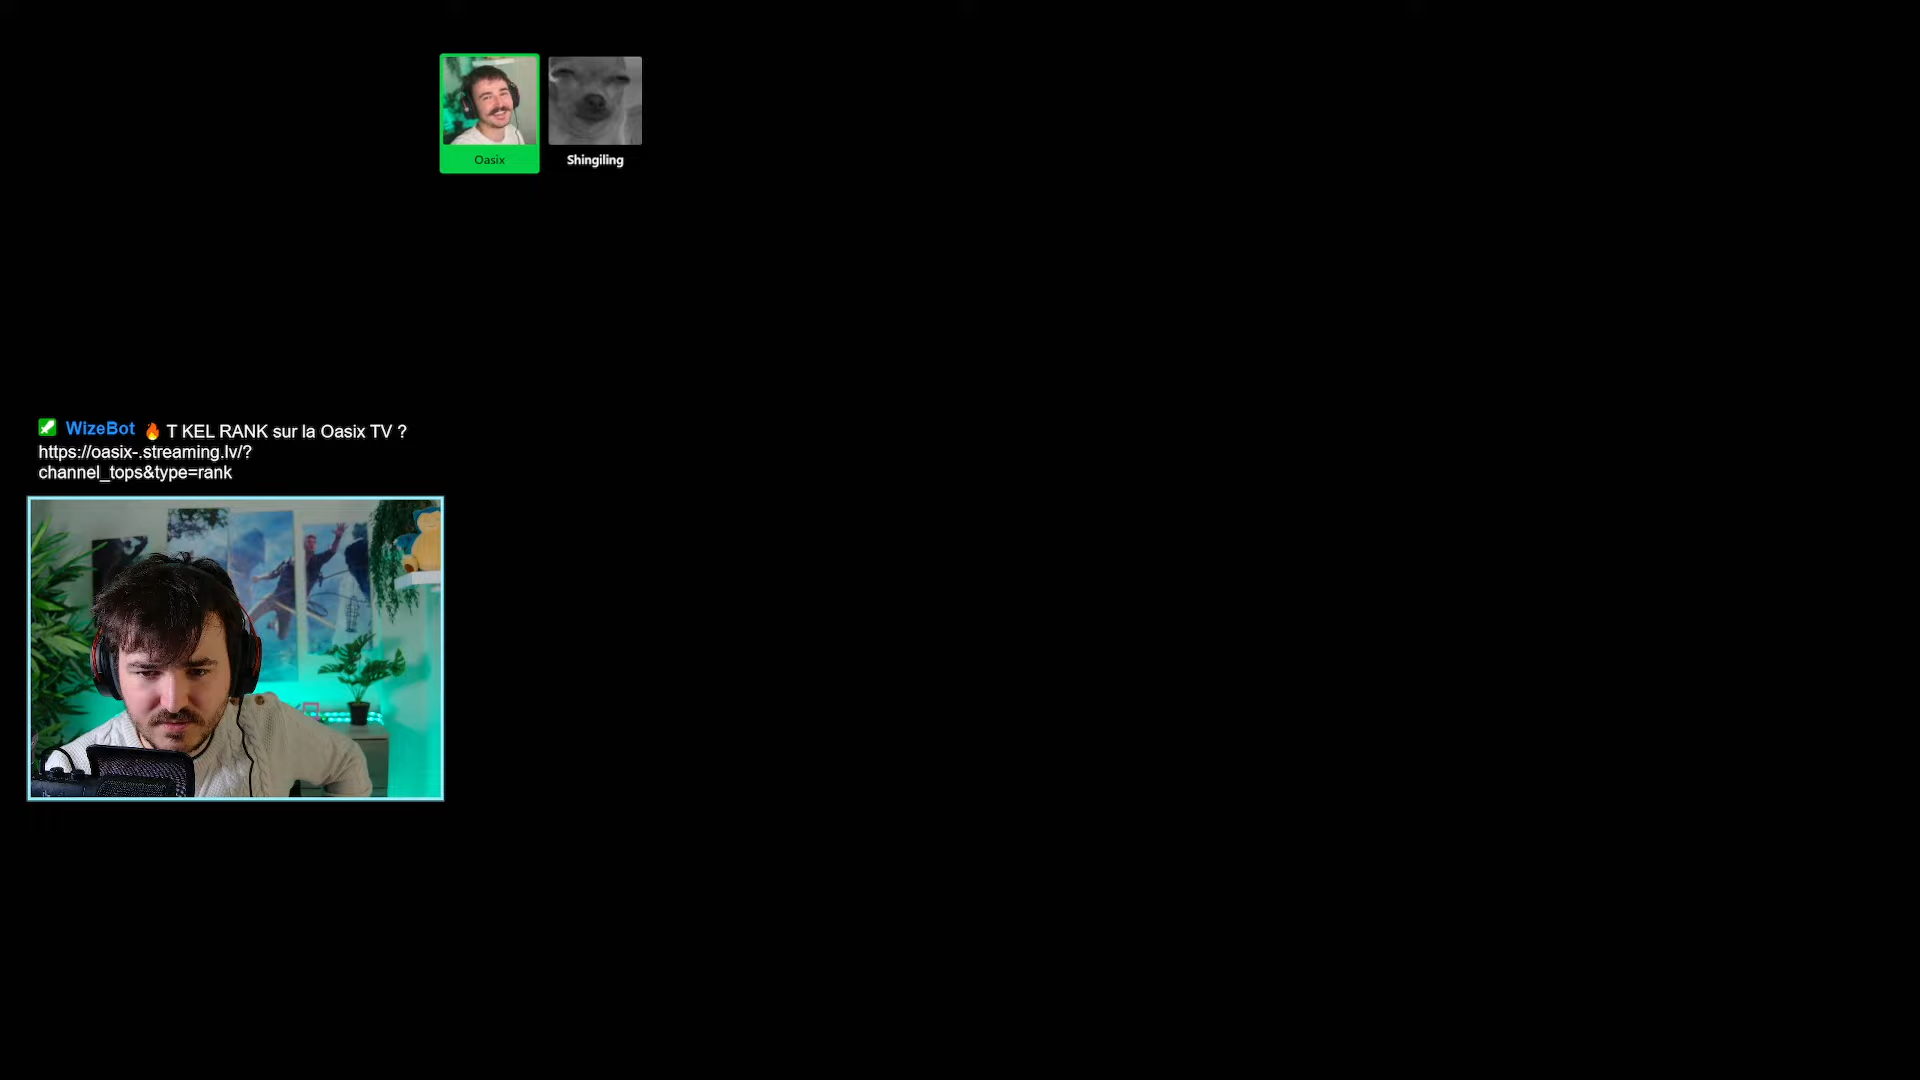 Oasix
Shingiling
WizeBot 🔥 T KEL RANK sur la Oasix TV ?
https://oasix-.streaming.lv/?
channel_tops&type=rank